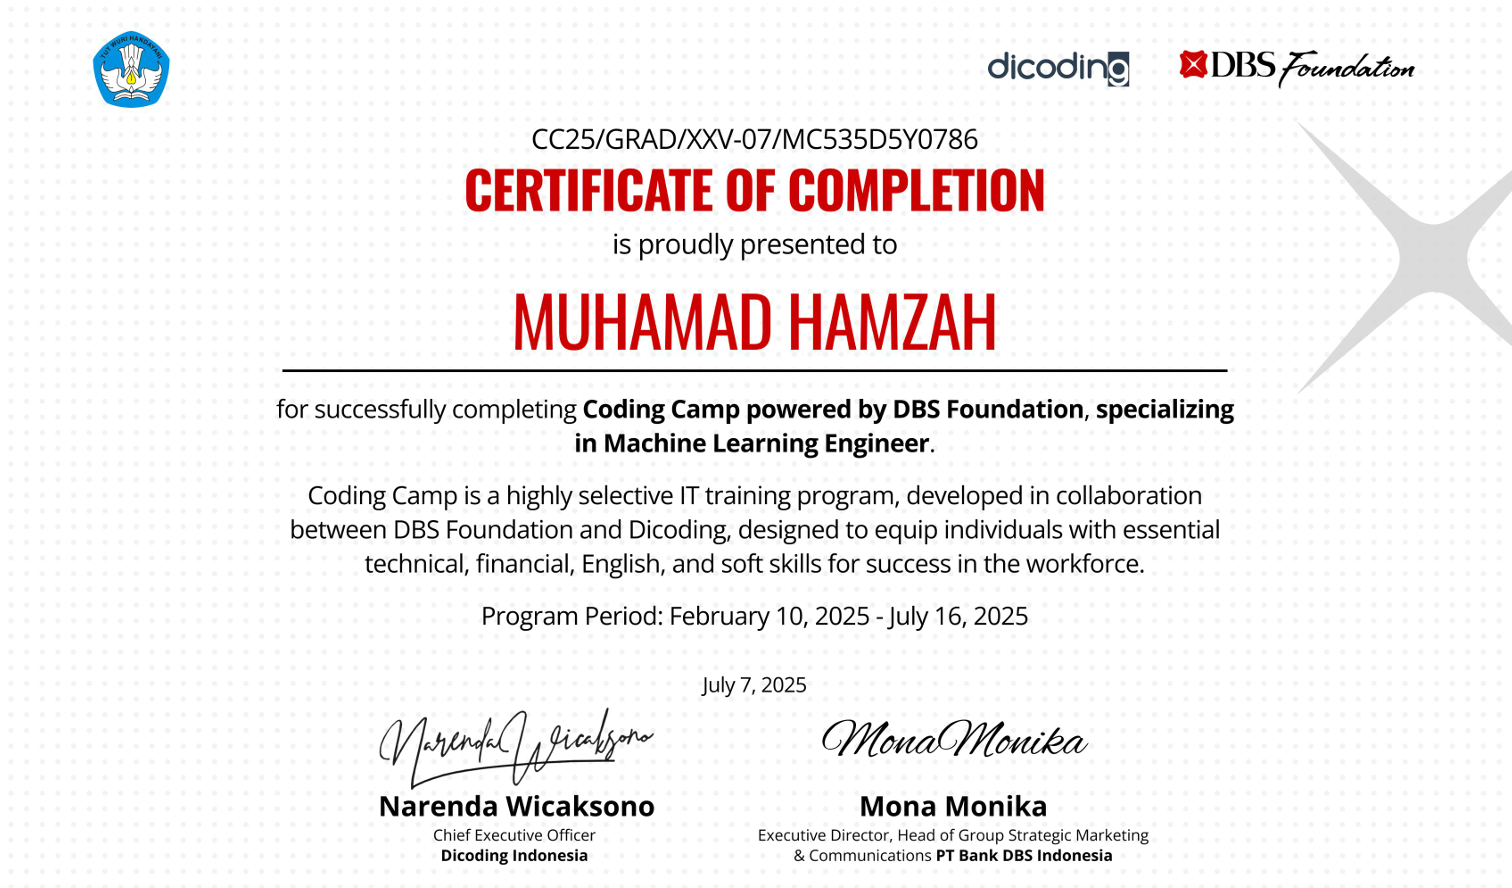 TUT WURI HANDAYANI
dicoding
DBS Foundation
CC25/GRAD/XXV-07/MC535D5Y0786
CERTIFICATE OF COMPLETION
is proudly presented to
MUHAMAD HAMZAH
for successfully completing Coding Camp powered by DBS Foundation, specializing
in Machine Learning Engineer.
Coding Camp is a highly selective IT training program, developed in collaboration
between DBS Foundation and Dicoding, designed to equip individuals with essential
technical, financial, English, and soft skills for success in the workforce.
Program Period: February 10, 2025 - July 16, 2025
July 7, 2025
Narenda Wicaksono
Mona Monika
Narenda Wicaksono
Mona Monika
Chief Executive Officer
Dicoding Indonesia
Executive Director, Head of Group Strategic Marketing
& Communications PT Bank DBS Indonesia